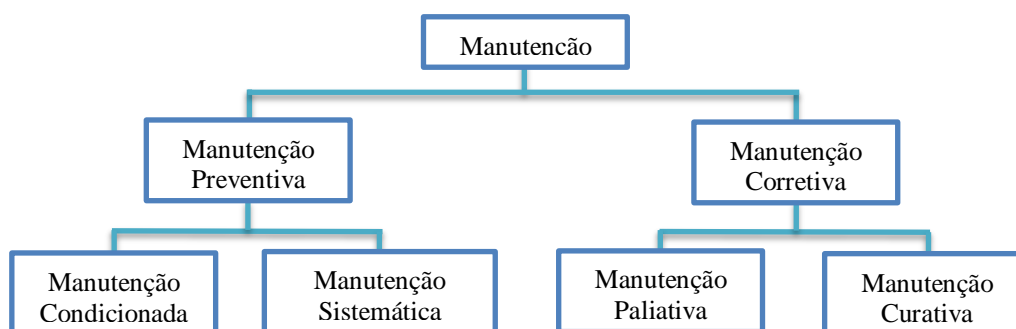 Manutencão
Manutenção
Preventiva
Manutenção
Corretiva
Manutenção
Condicionada
Manutenção
Sistemática
Manutenção
Paliativa
Manutenção
Curativa